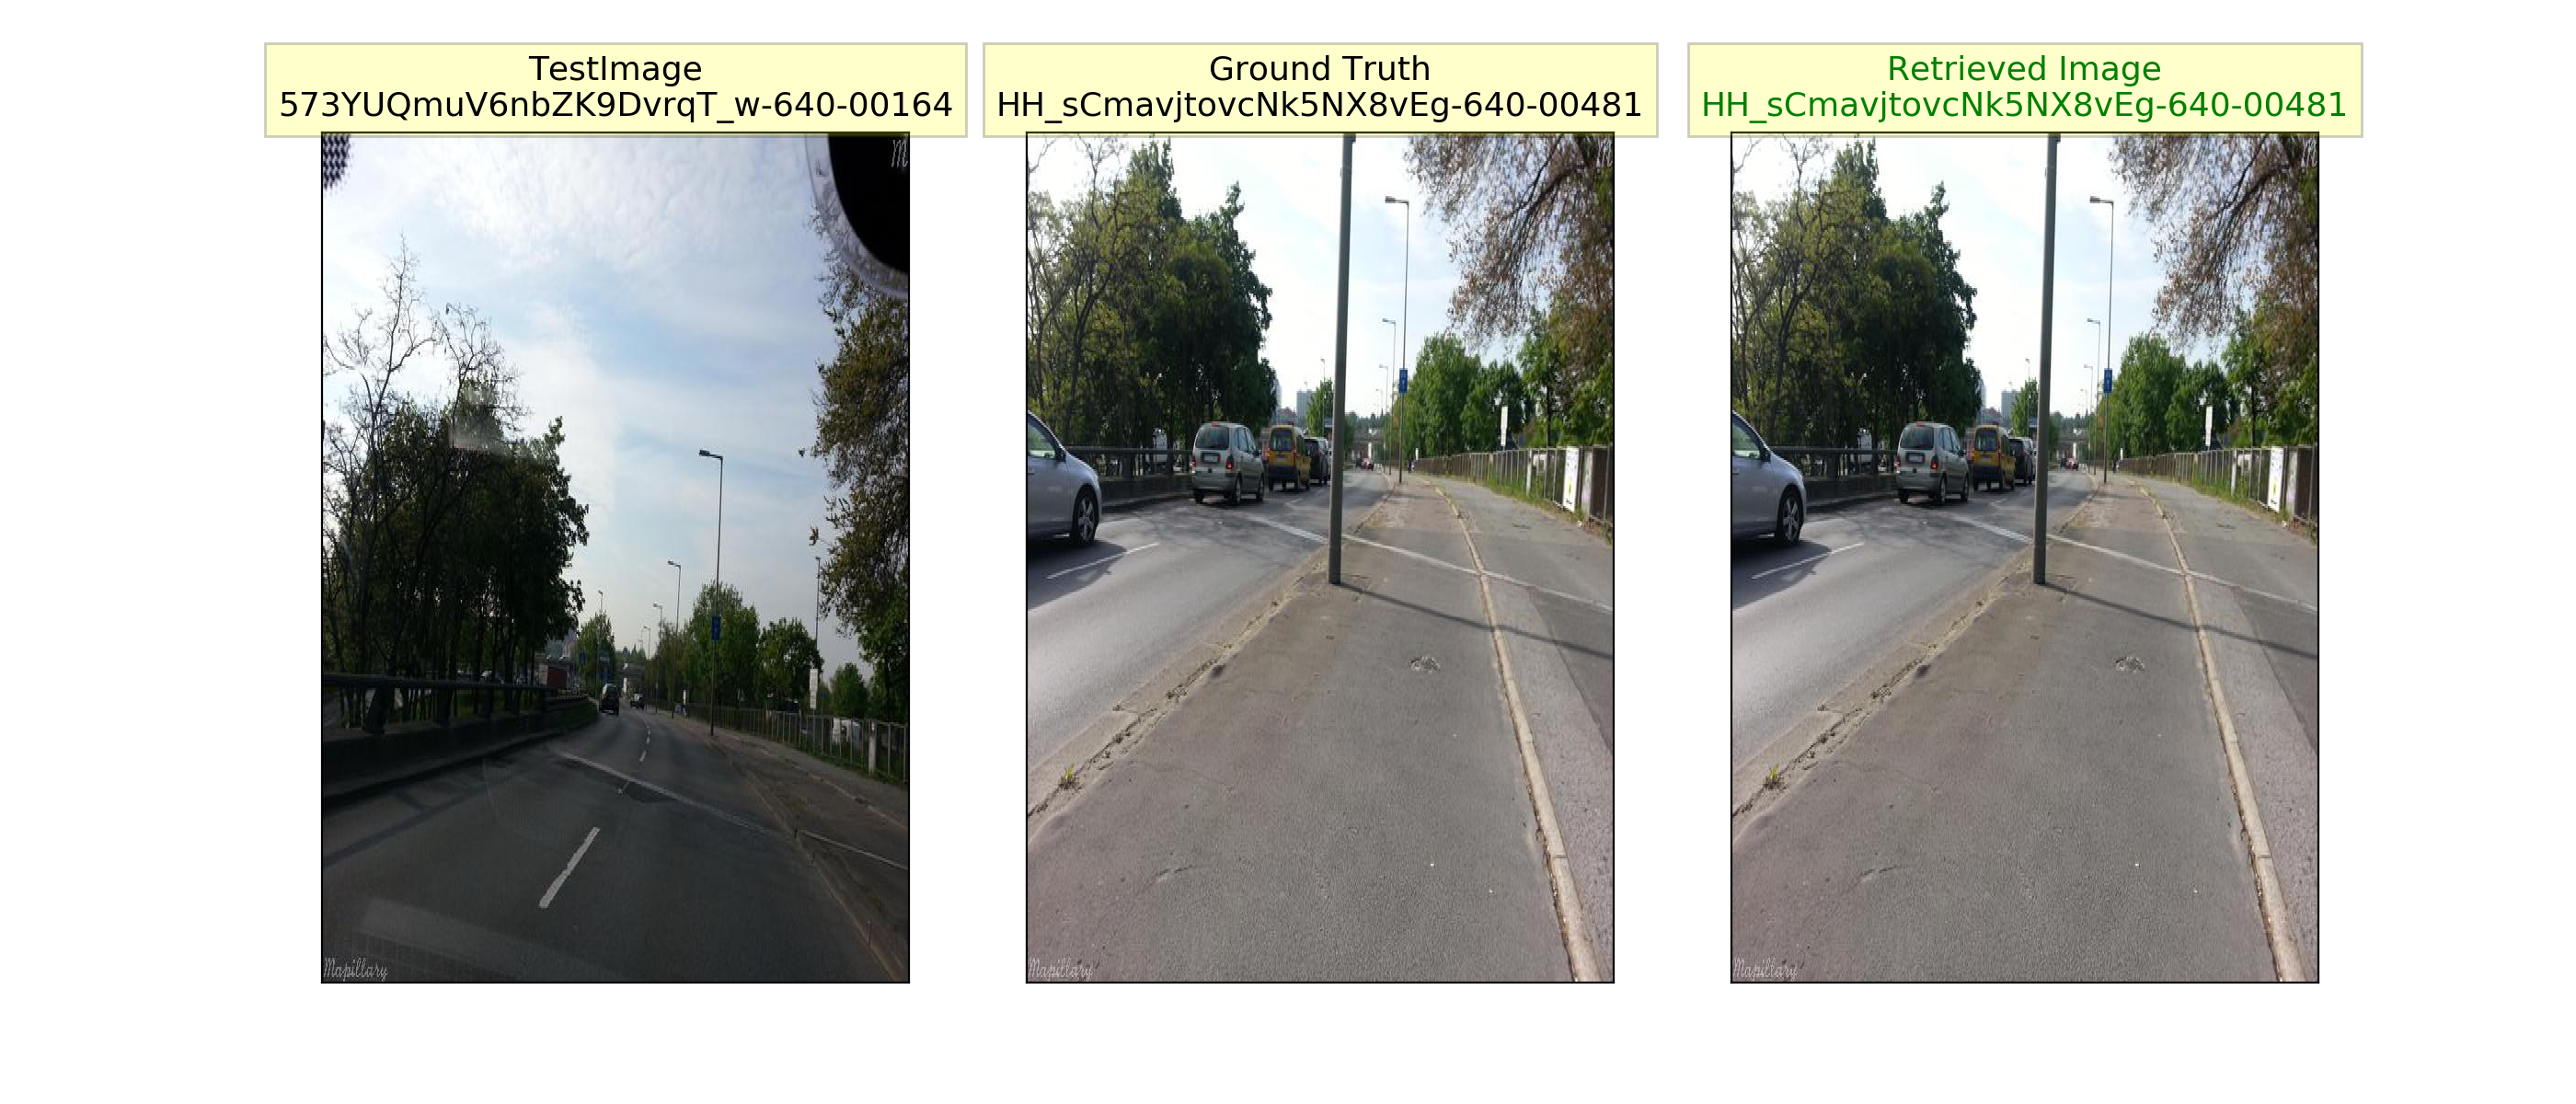 TestImage
573YUQmuV6nbZK9DvrqT_w-640-00164
Ground Truth
HH_sCmavjtovcNk5NX8vEg-640-00481
Retrieved Image
HH_sCmavjtovcNk5NX8vEg-640-00481
M
Mapillary
Mapillary
Mapillary